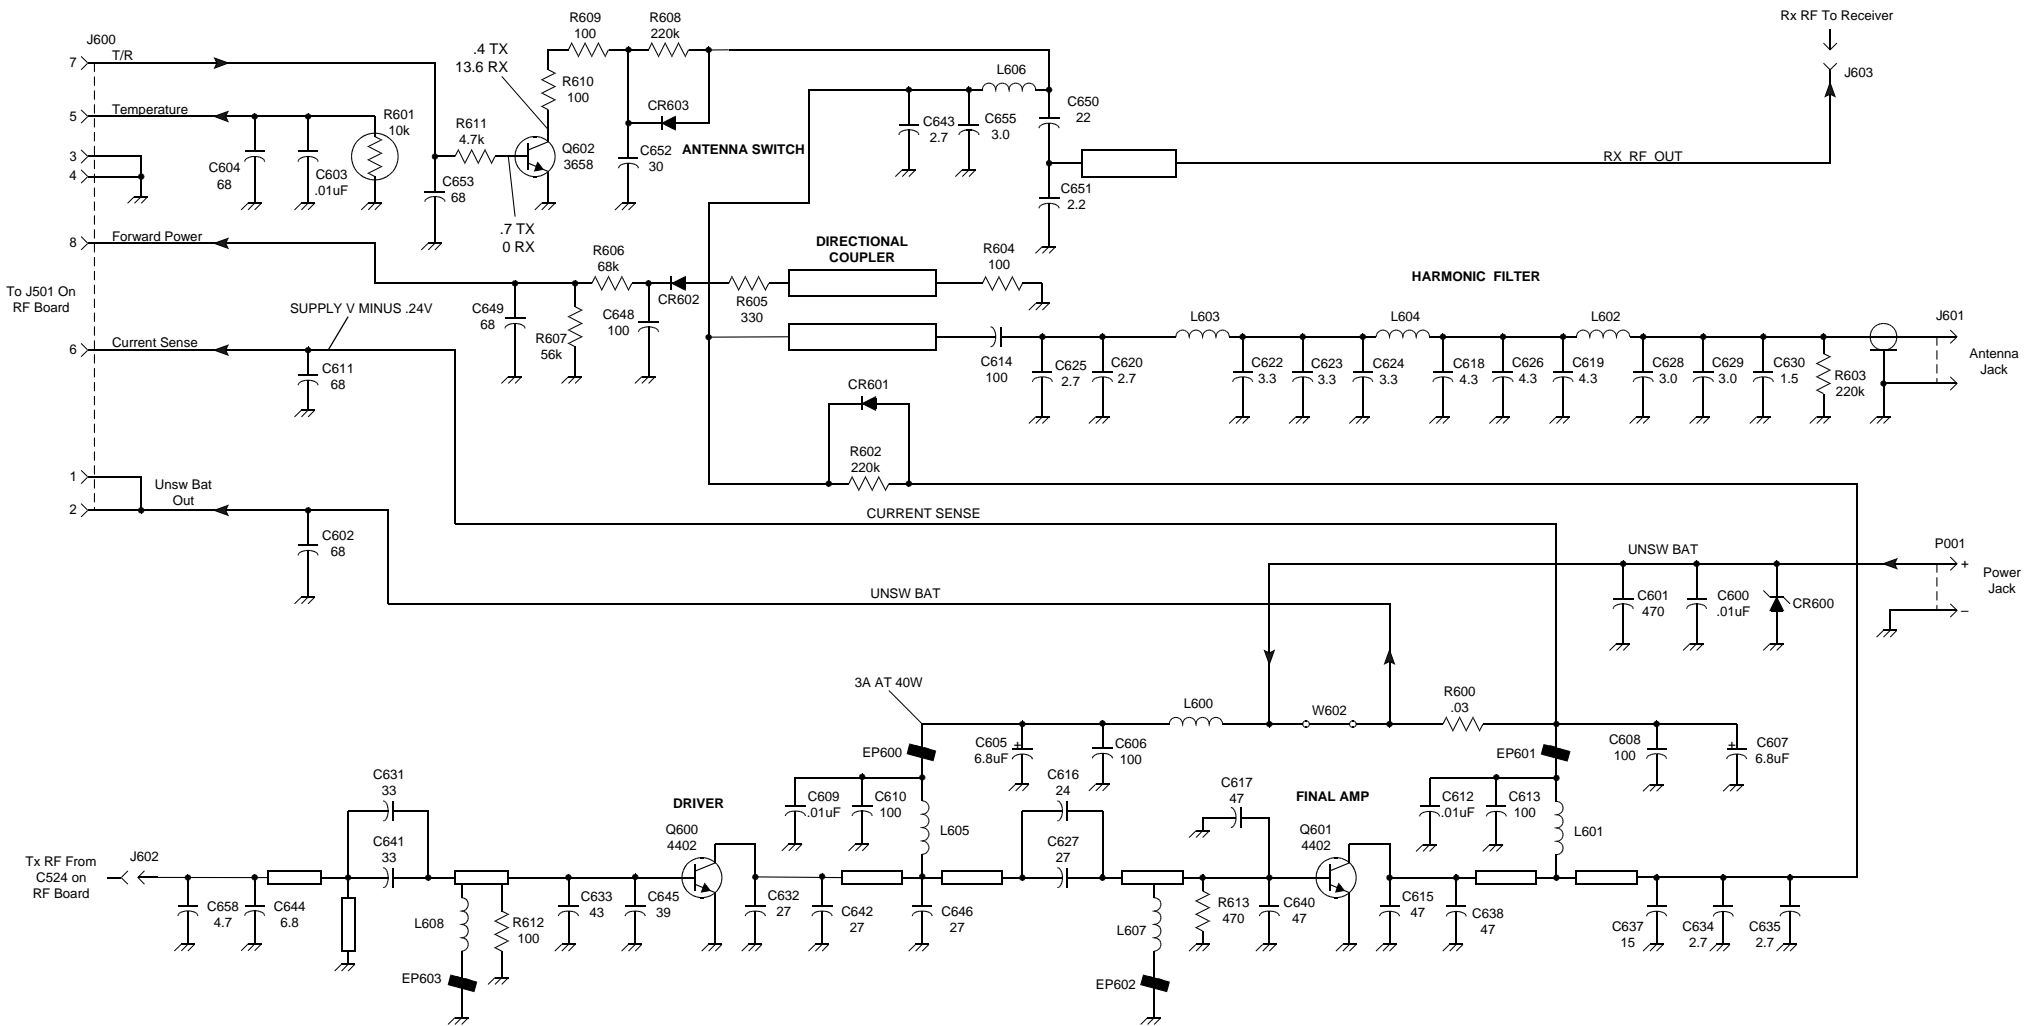 Rx RF To Receiver
J603
R609
100
R608
220k
.4 TX
13.6 RX
R610
100
J600
7
T/R
L606
CR603
C650
22
5
Temperature
R601
10k
R611
4.7k
Q602
3658
C652
30
ANTENNA SWITCH
C643
2.7
C655
3.0
3
4
C604
68
C603
.01uF
C653
68
RX RF OUT
C651
2.2
.7 TX
0 RX
8
Forward Power
DIRECTIONAL
COUPLER
R606
68k
R604
100
HARMONIC FILTER
To J501 On
RF Board
SUPPLY V MINUS .24V
C649
68
R607
56k
C648
100
CR602
R605
330
L603
L604
L602
J601
Antenna
Jack
6
Current Sense
C611
68
C614
100
C625
2.7
C620
2.7
C622
3.3
C623
3.3
C624
3.3
C618
4.3
C626
4.3
C619
4.3
C628
3.0
C629
3.0
C630
1.5
R603
220k
CR601
R602
220k
1
2
Unsw Bat
Out
CURRENT SENSE
C602
68
UNSW BAT
UNSW BAT
P001
+
–
Power
Jack
C601
470
C600
.01uF
CR600
3A AT 40W
L600
W602
R600
.03
EP600
C605
+
6.8uF
C606
100
EP601
C608
100
+
C607
6.8uF
C631
33
DRIVER
C609
.01uF
C610
100
L605
C616
24
C617
47
FINAL AMP
C612
.01uF
C613
100
L601
Tx RF From
C524 on
RF Board
J602
C641
33
Q600
4402
C627
27
Q601
4402
C658
4.7
C644
6.8
L608
R612
100
C633
43
C645
39
C632
27
C642
27
C646
27
L607
R613
470
C640
47
C615
47
C638
47
C637
15
C634
2.7
C635
2.7
EP603
EP602